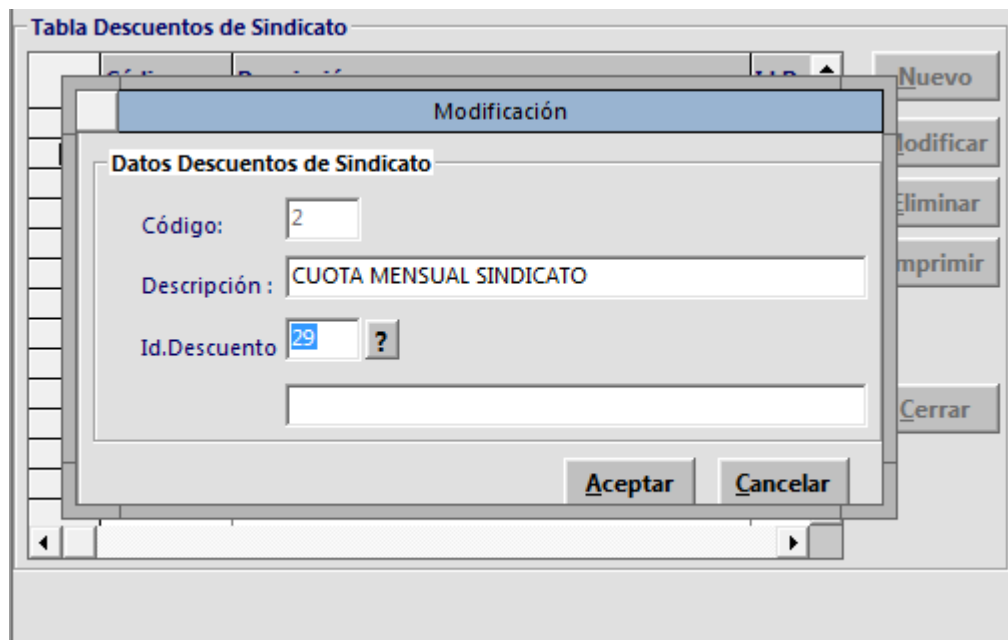 Tabla Descuentos de Sindicato
Nuevo
Modificación
Modificar
Datos Descuentos de Sindicato
Eliminar
Código:
2
Imprimir
Descripción :
CUOTA MENSUAL SINDICATO
Id.Descuento
29
?
Cerrar
Aceptar
Cancelar